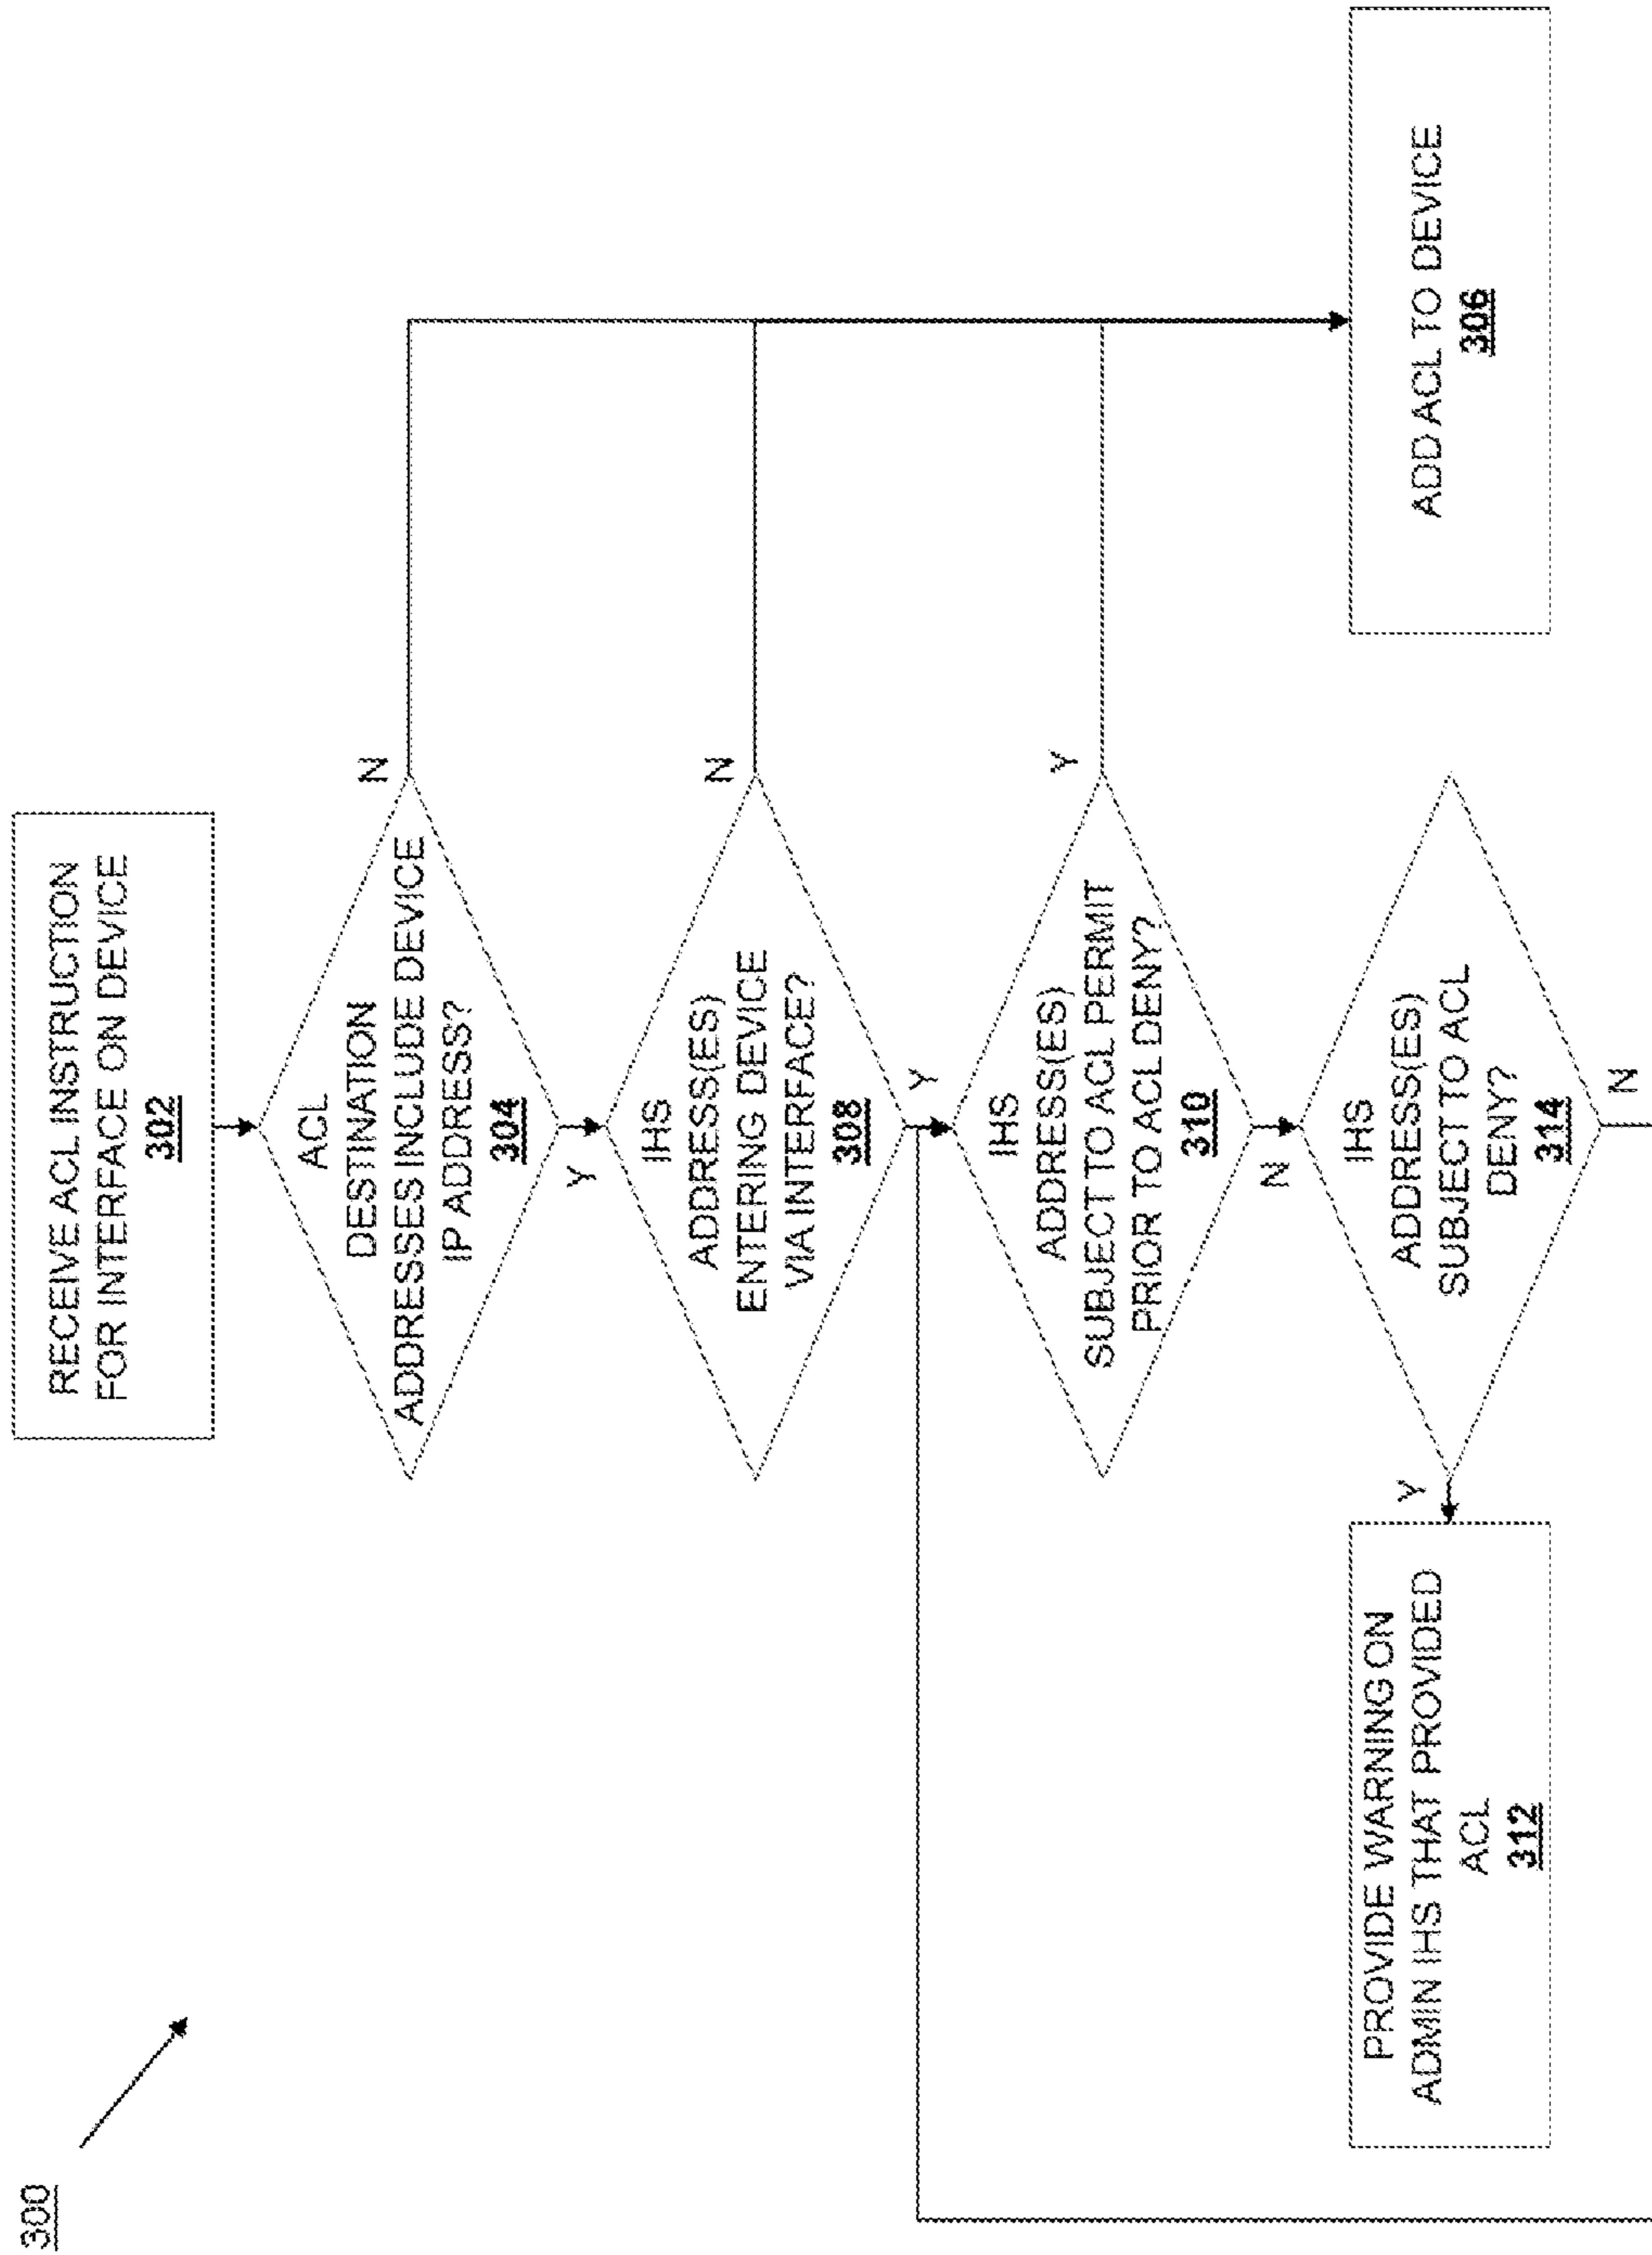 300
RECEIVE ACL INSTRUCTION
FOR INTERFACE ON DEVICE
302
ACL
DESTINATION
ADDRESSES INCLUDE DEVICE
IP ADDRESS?
304
N
Y
IHS
ADDRESS(ES)
ENTERING DEVICE
VIA INTERFACE?
308
N
Y
IHS
ADDRESS(ES)
SUBJECT TO ACL PERMIT
PRIOR TO ACL DENY?
310
Y
N
IHS
ADDRESS(ES)
SUBJECT TO ACL
DENY?
314
Y
N
PROVIDE WARNING ON
ADMIN IHS THAT PROVIDED
ACL
312
ADD ACL TO DEVICE
306